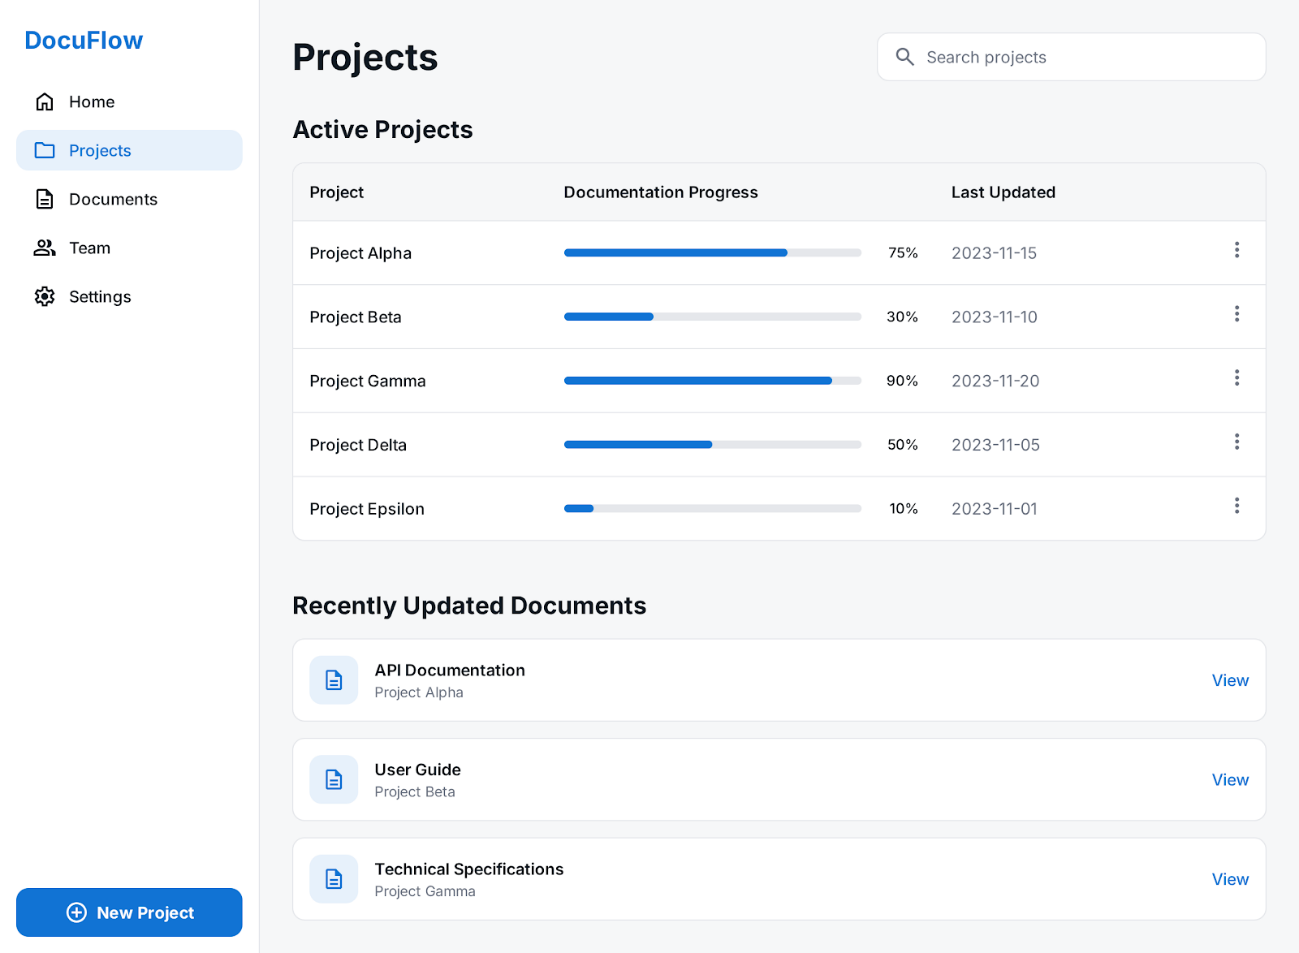 DocuFlow
Home
Projects
Documents
Team
Settings
New Project
Projects
Search projects
Active Projects
Project Documentation Progress Last Updated
Project Alpha 75% 2023-11-15
Project Beta 30% 2023-11-10
Project Gamma 90% 2023-11-20
Project Delta 50% 2023-11-05
Project Epsilon 10% 2023-11-01
Recently Updated Documents
API Documentation
Project Alpha
View
User Guide
Project Beta
View
Technical Specifications
Project Gamma
View